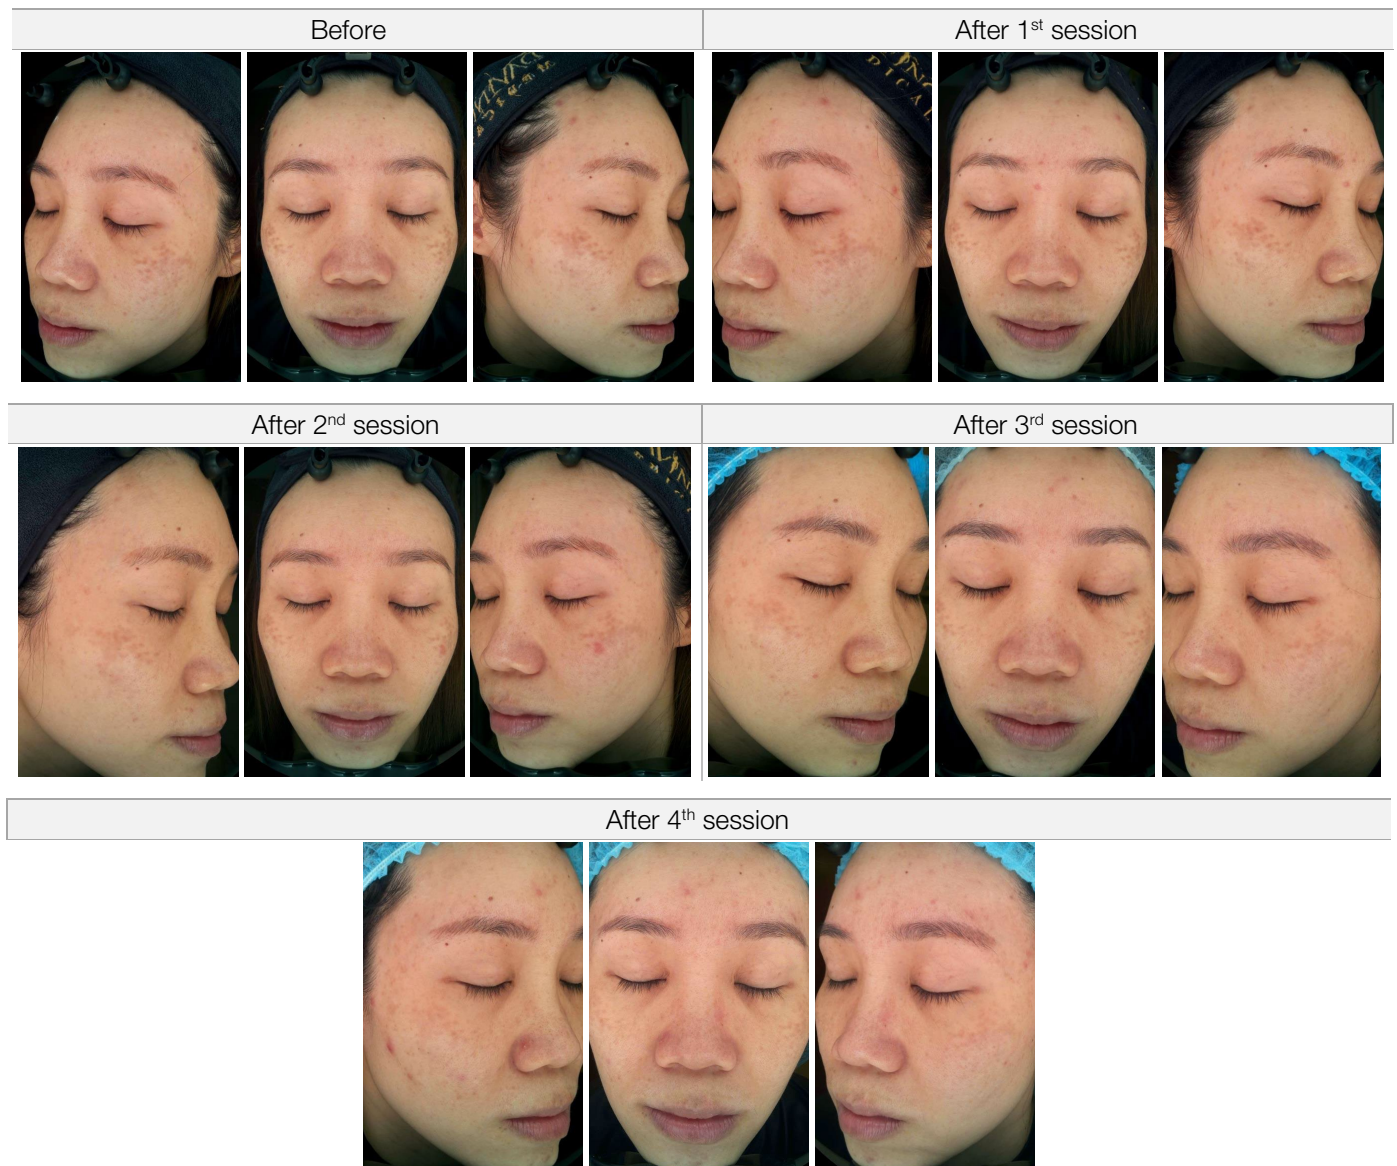 Before
After 1st session
After 2nd session
After 3rd session
After 4th session